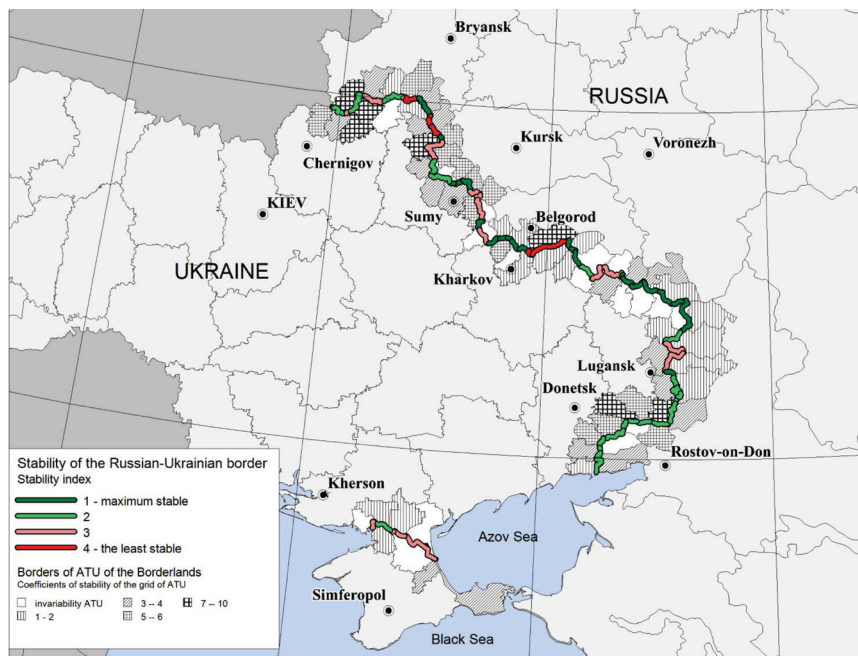 Bryansk
RUSSIA
Kursk
Voronezh
Chernigov
KIEV
Sumy
Belgorod
UKRAINE
Kharkov
Lugansk
Donetsk
Rostov-on-Don
Kherson
Azov Sea
Simferopol
Black Sea
Stability of the Russian-Ukrainian border
Stability index
1 - maximum stable
2
3
4 - the least stable
Borders of ATU of the Borderlands
Coefficients of stability of the grid of ATU
invariability ATU
3 -- 4
7 -- 10
1 - 2
5 -- 6